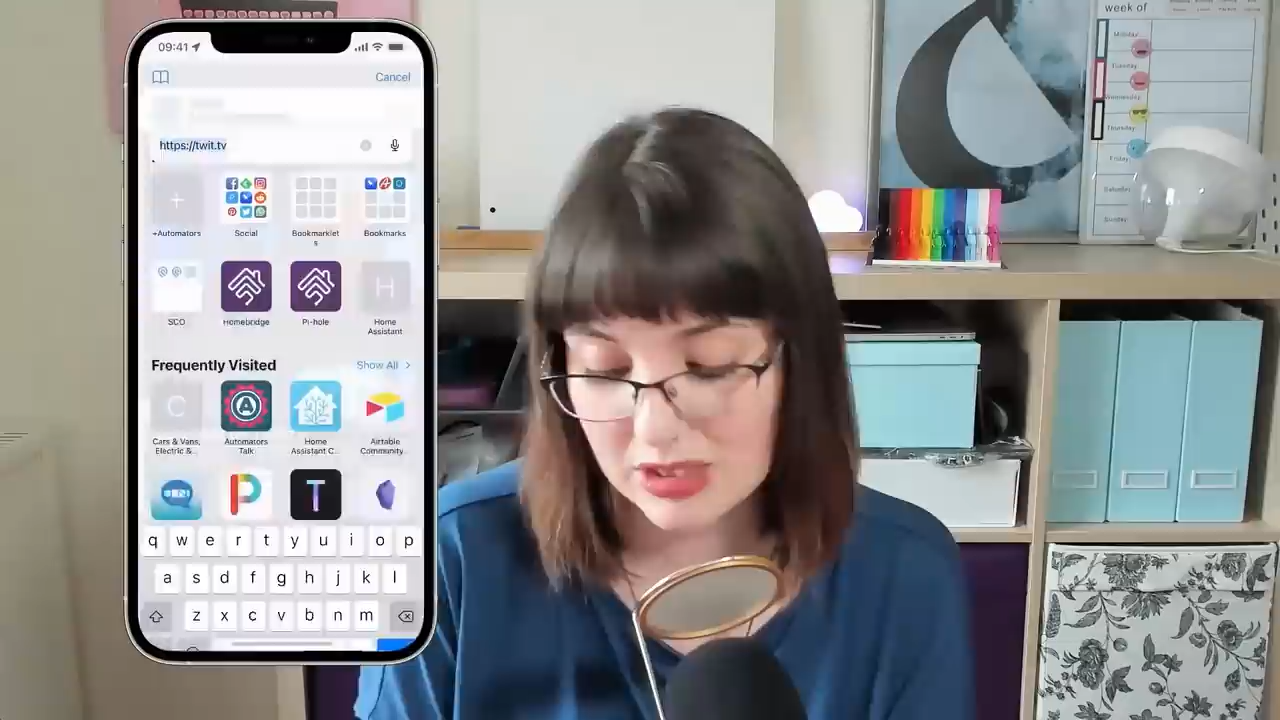 09:41
Cancel
https://twit.tv
+Automators
Social
Bookmarklet
s
Bookmarks
SCO
Homebridge
Pi-hole
H
Home
Assistant
Frequently Visited
Show All >
C
A
T
Cars & Vans,
Electric &...
Automators
Talk
Home
Assistant C...
Airtable
Community...
q w e r t y u i o p
a s d f g h j k l
z x c v b n m
week of
Monday
Tuesday
Wednesday
Thursday
Friday
Saturday
Sunday